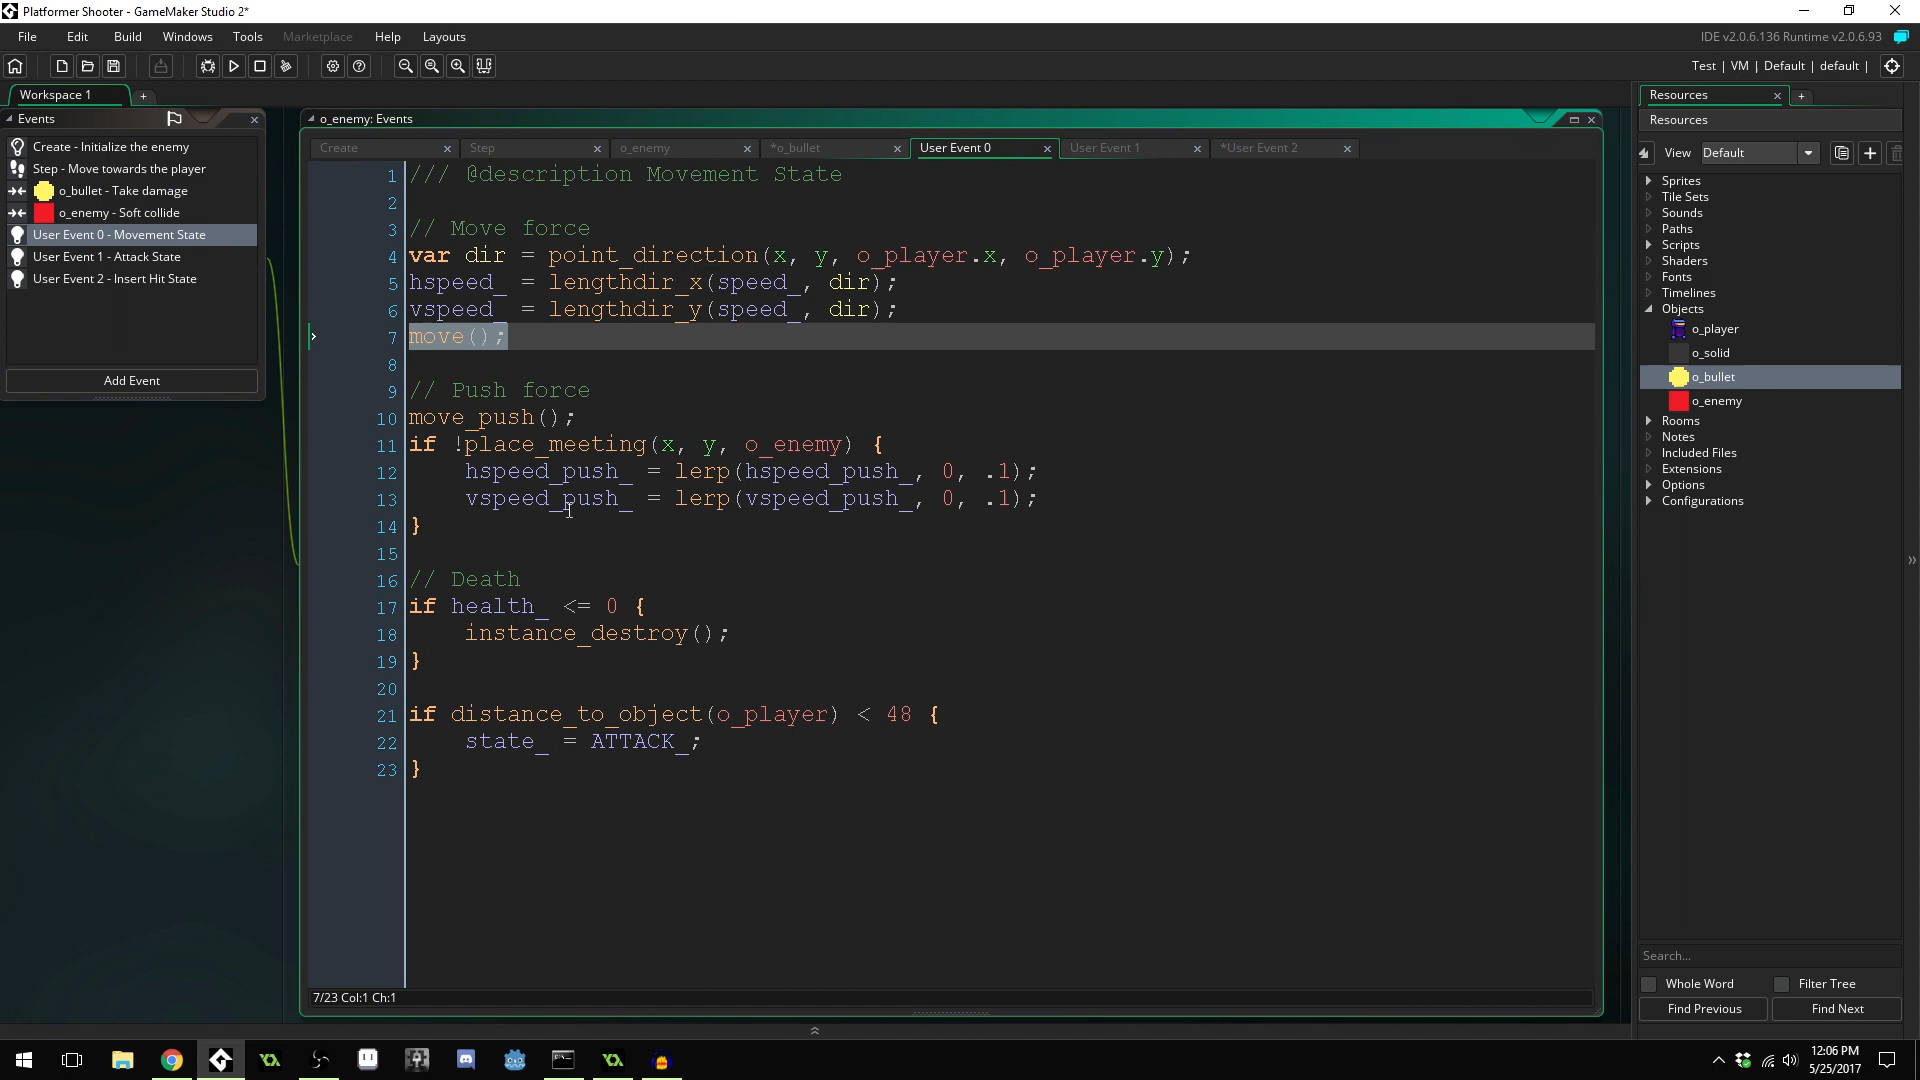 Platformer Shooter - GameMaker Studio 2*
File Edit Build Windows Tools Marketplace Help Layouts
IDE v2.0.6.136 Runtime v2.0.6.93
Test | VM | Default | default |
Workspace 1
Events
Create - Initialize the enemy
Step - Move towards the player
o_bullet - Take damage
o_enemy - Soft collide
User Event 0 - Movement State
User Event 1 - Attack State
User Event 2 - Insert Hit State
Add Event
o_enemy: Events
Create Step o_enemy *o_bullet User Event 0 User Event 1 *User Event 2
1 /// @description Movement State
2
3 // Move force
4 var dir = point_direction(x, y, o_player.x, o_player.y);
5 hspeed_ = lengthdir_x(speed_, dir);
6 vspeed_ = lengthdir_y(speed_, dir);
7 move();
8
9 // Push force
10 move_push();
11 if !place_meeting(x, y, o_enemy) {
12 hspeed_push_ = lerp(hspeed_push_, 0, .1);
13 vspeed_push_ = lerp(vspeed_push_, 0, .1);
14 }
15
16 // Death
17 if health_ <= 0 {
18 instance_destroy();
19 }
20
21 if distance_to_object(o_player) < 48 {
22 state_ = ATTACK_;
23 }
7/23 Col:1 Ch:1
Resources
Resources
View Default
Sprites
Tile Sets
Sounds
Paths
Scripts
Shaders
Fonts
Timelines
Objects
o_player
o_solid
o_bullet
o_enemy
Rooms
Notes
Included Files
Extensions
Options
Configurations
Search...
Whole Word Filter Tree
Find Previous Find Next
12:06 PM
5/25/2017